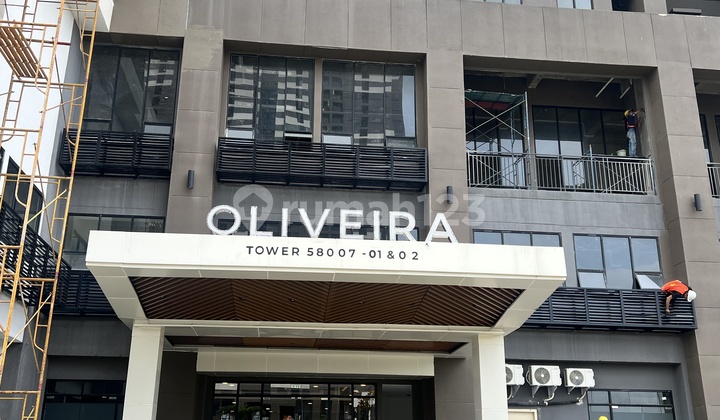 OLIVEIRA
TOWER 58007 -01 & 02
rumah123